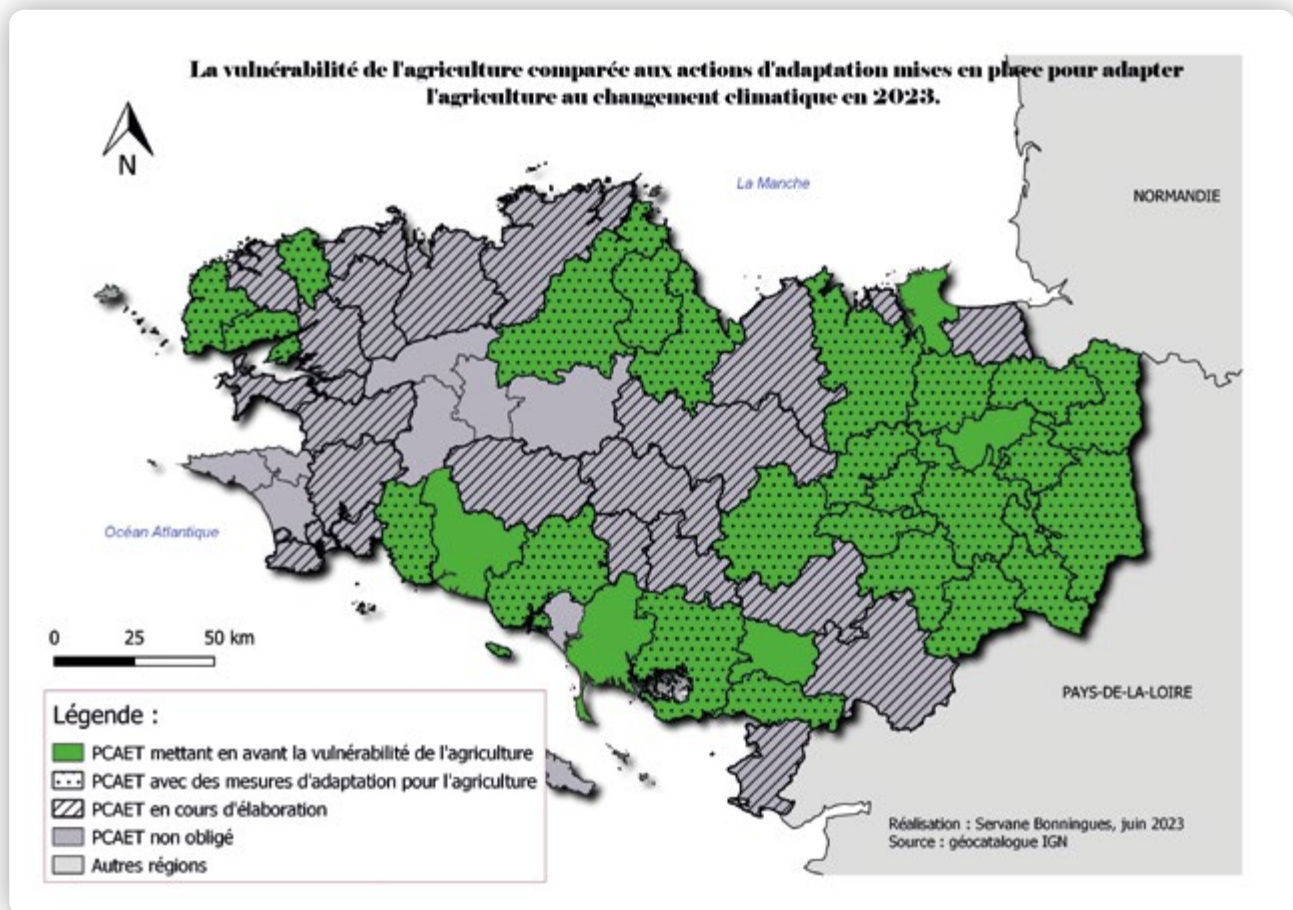 La vulnérabilité de l'agriculture comparée aux actions d'adaptation mises en place pour adapter
l'agriculture au changement climatique en 2023.
N
La Manche
NORMANDIE
Océan Atlantique
0 25 50 km
PAYS-DE-LA-LOIRE
Légende :
PCAET mettant en avant la vulnérabilité de l'agriculture
PCAET avec des mesures d'adaptation pour l'agriculture
PCAET en cours d'élaboration
PCAET non obligé
Autres régions
Réalisation : Servane Bonningues, juin 2023
Source : géocatalogue IGN